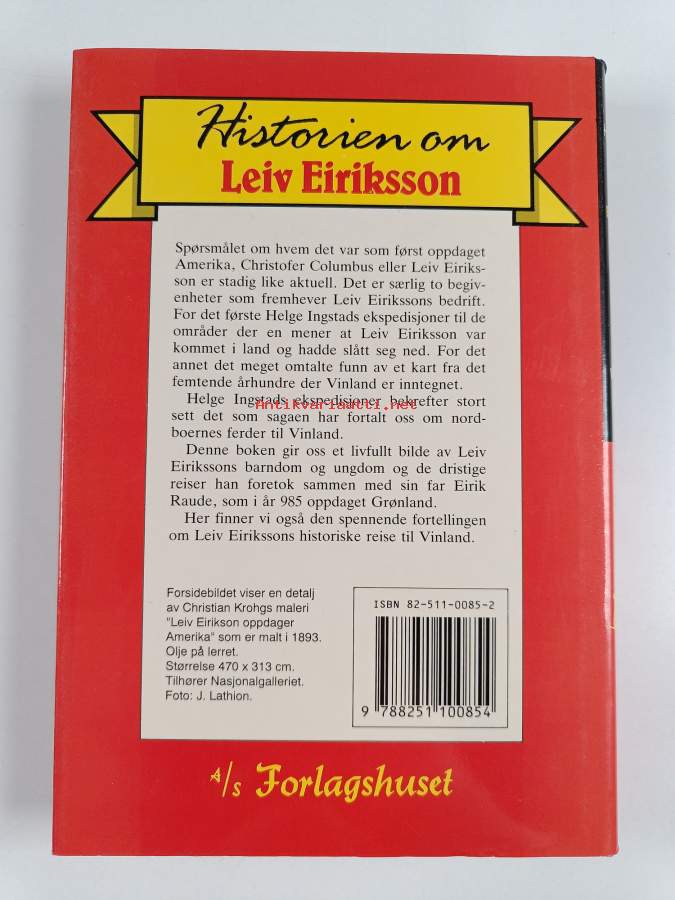 Historien om
Leiv Eiriksson
Spørsmålet om hvem det var som først oppdaget
Amerika, Christofer Columbus eller Leiv Eiriks-
son er stadig like aktuell. Det er særlig to begiv-
enheter som fremhever Leiv Eirikssons bedrift.
For det første Helge Ingstads ekspedisjoner til de
områder der en mener at Leiv Eiriksson var
kommet i land og hadde slått seg ned. For det
annet det meget omtalte funn av et kart fra det
femtende århundre der Vinland er inntegnet.
Helge Ingstads ekspedisjoner bekrefter stort
Antikvariaatti.net
sett det som sagaen har fortalt oss om nord-
boernes ferder til Vinland.
Denne boken gir oss et livfullt bilde av Leiv
Eirikssons barndom og ungdom og de dristige
reiser han foretok sammen med sin far Eirik
Raude, som i år 985 oppdaget Grønland.
Her finner vi også den spennende fortellingen
om Leiv Eirikssons historiske reise til Vinland.
Forsidebildet viser en detalj
av Christian Krohgs maleri
"Leiv Eirikson oppdager
Amerika" som er malt i 1893.
Olje på lerret.
Størrelse 470 x 313 cm.
Tilhører Nasjonalgalleriet.
Foto: J. Lathion.
ISBN 82-511-0085-2
9 788251 100854
A/S Forlagshuset